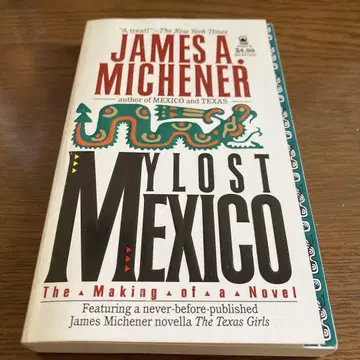 "A treat!"—The New York Times
$4.99
JAMES A.
MICHENER
author of MEXICO and TEXAS
MY LOST
MEXICO
The Making of a Novel
Featuring a never-before-published
James Michener novella The Texas Girls